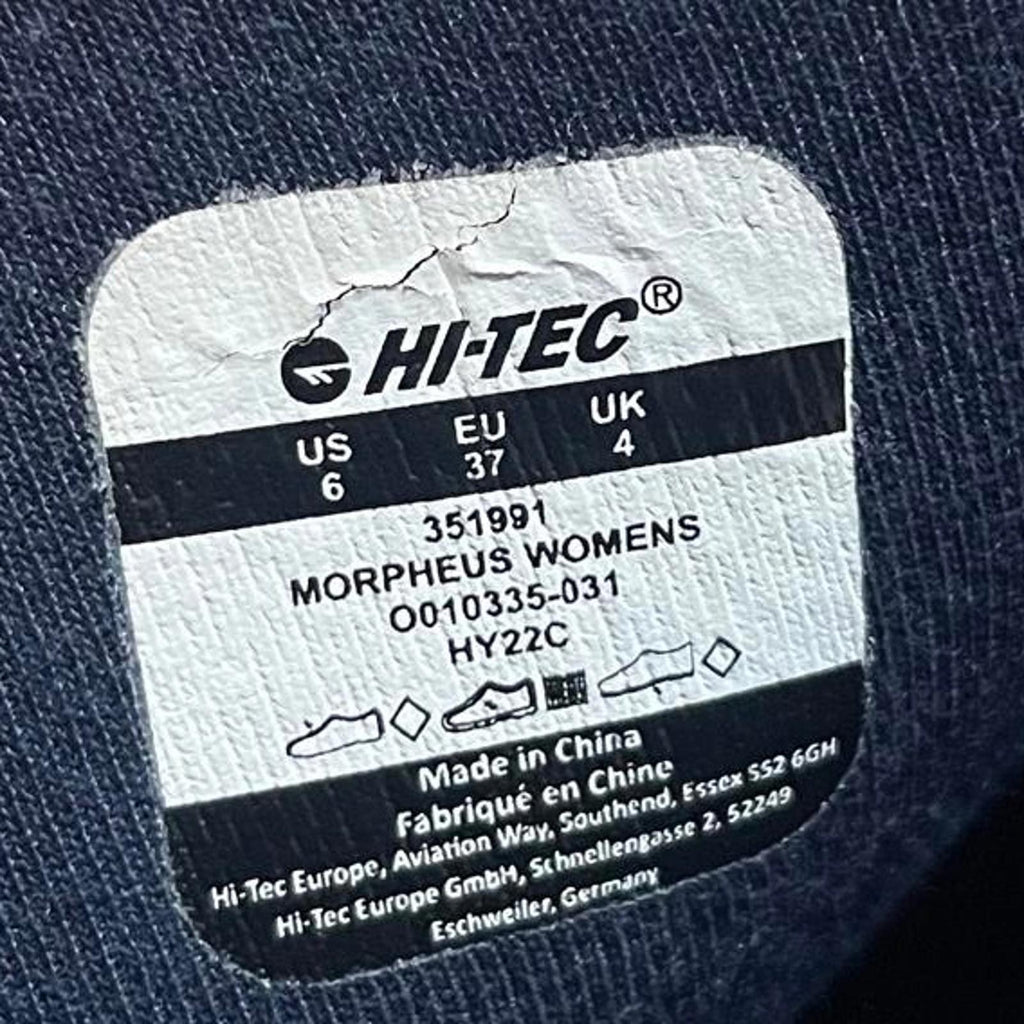 HI-TEC®
US EU UK
6 37 4
351991
MORPHEUS WOMENS
O010335-031
HY22C
Made in China
Fabriqué en Chine
Hi-Tec Europe, Aviation Way, Southend, Essex SS2 6GH
Hi-Tec Europe GmbH, Schnellengasse 2, 52249
Eschweiler, Germany